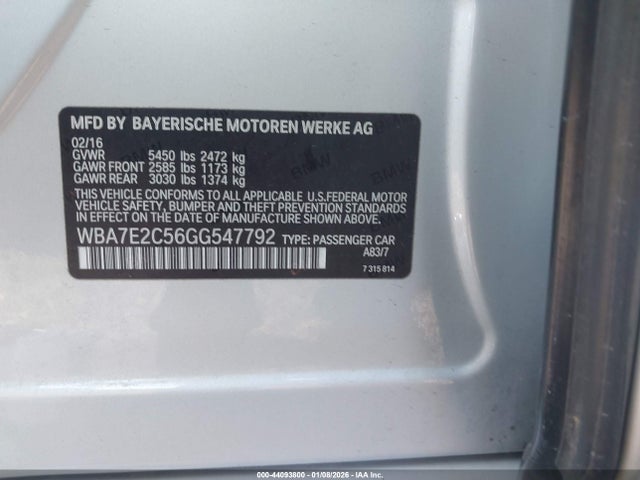 MFD BY BAYERISCHE MOTOREN WERKE AG
02/16
GVWR 5450 lbs 2472 kg
GAWR FRONT 2585 lbs 1173 kg
GAWR REAR 3030 lbs 1374 kg
THIS VEHICLE CONFORMS TO ALL APPLICABLE U.S.FEDERAL MOTOR
VEHICLE SAFETY, BUMPER, AND THEFT PREVENTION STANDARDS
IN EFFECT ON THE DATE OF MANUFACTURE SHOWN ABOVE.
WBA7E2C56GG547792 TYPE: PASSENGER CAR
A83/7
7 315 814
000-44093800 - 01/08/2026 - IAA Inc.